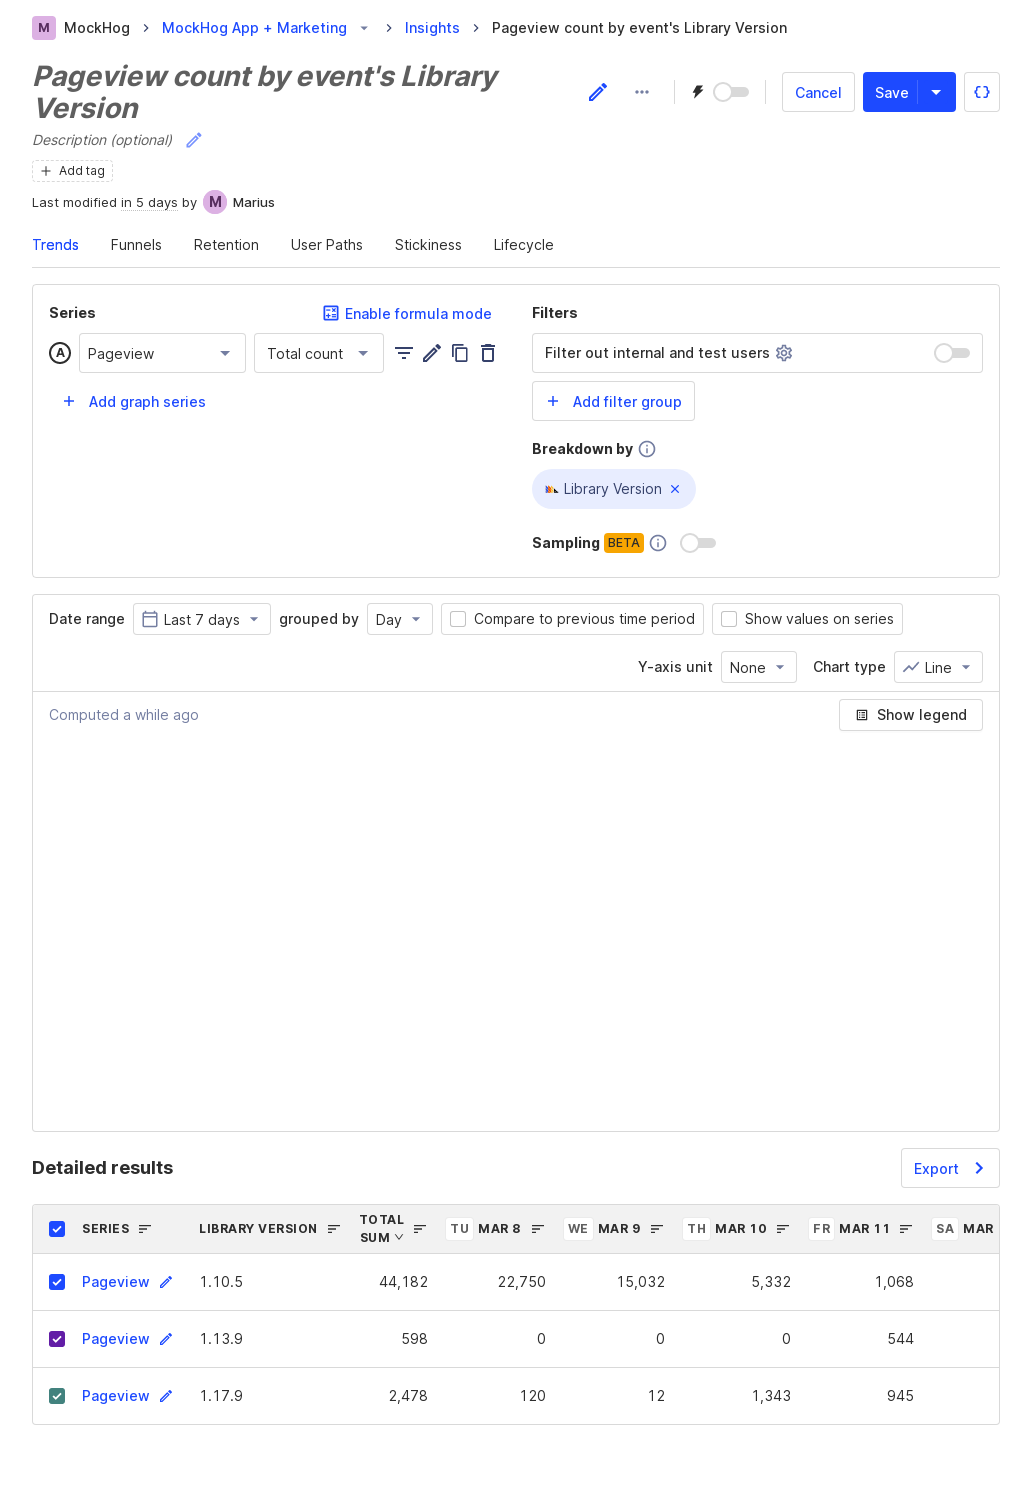 M MockHog > MockHog App + Marketing > Insights > Pageview count by event's Library Version
Pageview count by event's Library
Version
Cancel Save
Description (optional)
Add tag
Last modified in 5 days by M Marius
Trends Funnels Retention User Paths Stickiness Lifecycle
Series Enable formula mode
A Pageview Total count
Add graph series
Filters
Filter out internal and test users
Add filter group
Breakdown by
Library Version
Sampling BETA
Date range Last 7 days grouped by Day Compare to previous time period Show values on series
Y-axis unit None Chart type Line
Computed a while ago Show legend
Detailed results Export
SERIES LIBRARY VERSION TOTAL SUM TU MAR 8 WE MAR 9 TH MAR 10 FR MAR 11 SA MAR
Pageview 1.10.5 44,182 22,750 15,032 5,332 1,068
Pageview 1.13.9 598 0 0 0 544
Pageview 1.17.9 2,478 120 12 1,343 945